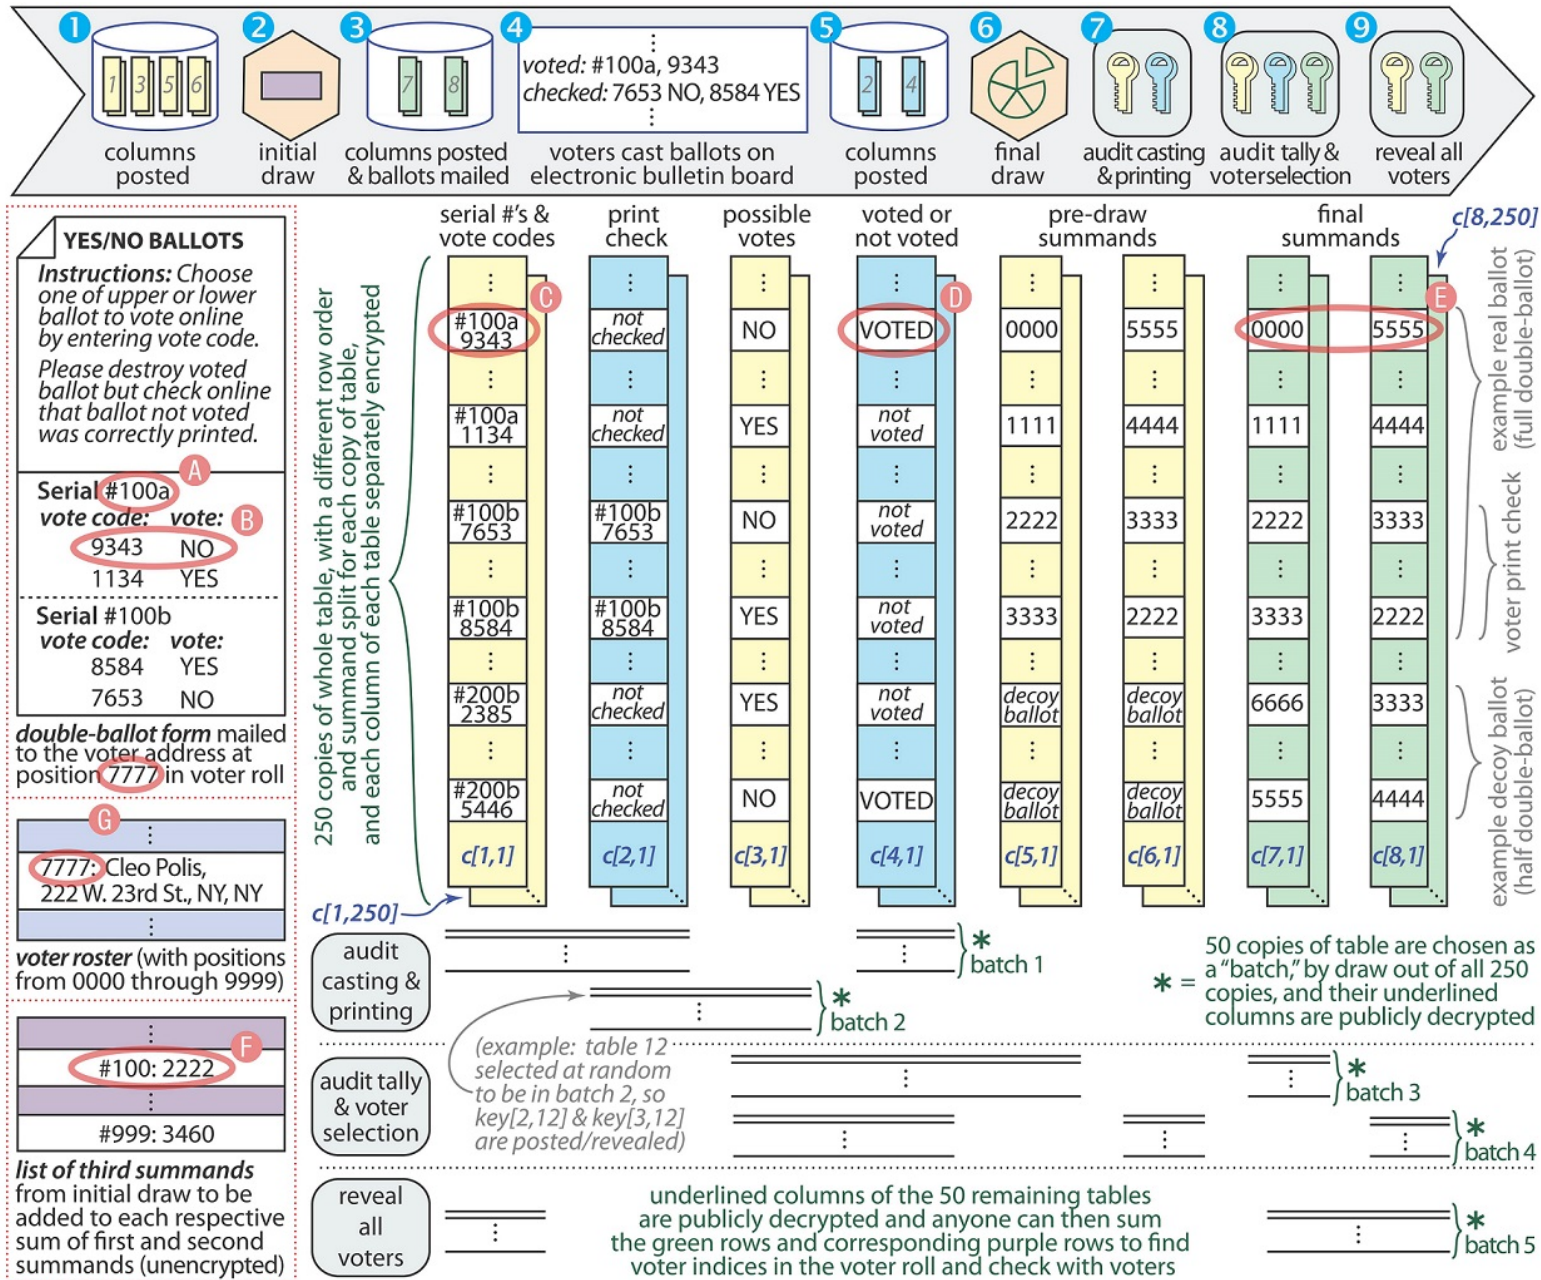 1 2 3 4 5 6 7 8 9
1 3 5 6
7 8
⋮
voted: #100a, 9343
checked: 7653 NO, 8584 YES
⋮
2 4
columns
posted
initial
draw
columns posted
& ballots mailed
voters cast ballots on
electronic bulletin board
columns
posted
final
draw
audit casting
& printing
audit tally &
voter selection
reveal all
voters
YES/NO BALLOTS
Instructions: Choose
one of upper or lower
ballot to vote online
by entering vote code.
Please destroy voted
ballot but check online
that ballot not voted
was correctly printed.
A
Serial #100a
vote code: vote: B
9343 NO
1134 YES
Serial #100b
vote code: vote:
8584 YES
7653 NO
double-ballot form mailed
to the voter address at
position 7777 in voter roll
G
⋮
7777: Cleo Polis,
222 W. 23rd St., NY, NY
⋮
voter roster (with positions
from 0000 through 9999)
⋮
F
#100: 2222
⋮
#999: 3460
list of third summands
from initial draw to be
added to each respective
sum of first and second
summands (unencrypted)
250 copies of whole table, with a different row order
and summand split for each copy of table,
and each column of each table separately encrypted
serial #'s &
vote codes
print
check
possible
votes
voted or
not voted
pre-draw
summands
final
summands
c[8,250]
⋮ ⋮ ⋮ ⋮ ⋮ ⋮ ⋮ ⋮
C D E
#100a
9343
not
checked
NO
VOTED
0000
5555
0000
5555
⋮ ⋮ ⋮ ⋮ ⋮ ⋮ ⋮ ⋮
#100a
1134
not
checked
YES
not
voted
1111
4444
1111
4444
⋮ ⋮ ⋮ ⋮ ⋮ ⋮ ⋮ ⋮
#100b
7653
#100b
7653
NO
not
voted
2222
3333
2222
3333
⋮ ⋮ ⋮ ⋮ ⋮ ⋮ ⋮ ⋮
#100b
8584
#100b
8584
YES
not
voted
3333
2222
3333
2222
⋮ ⋮ ⋮ ⋮ ⋮ ⋮ ⋮ ⋮
#200b
2385
not
checked
YES
not
voted
decoy
ballot
decoy
ballot
6666
3333
⋮ ⋮ ⋮ ⋮ ⋮ ⋮ ⋮ ⋮
#200b
5446
not
checked
NO
VOTED
decoy
ballot
decoy
ballot
5555
4444
c[1,1] c[2,1] c[3,1] c[4,1] c[5,1] c[6,1] c[7,1] c[8,1]
c[1,250]
example real ballot
(full double-ballot)
voter print check
example decoy ballot
(half double-ballot)
audit
casting &
printing
⋮ ⋮ * batch 1
⋮ * batch 2
* = 50 copies of table are chosen as
a "batch," by draw out of all 250
copies, and their underlined
columns are publicly decrypted
(example: table 12
selected at random
to be in batch 2, so
key[2,12] & key[3,12]
are posted/revealed)
audit tally
& voter
selection
⋮ ⋮ * batch 3
⋮ ⋮ ⋮ * batch 4
reveal
all
voters
⋮
underlined columns of the 50 remaining tables
are publicly decrypted and anyone can then sum
the green rows and corresponding purple rows to find
voter indices in the voter roll and check with voters
⋮ * batch 5